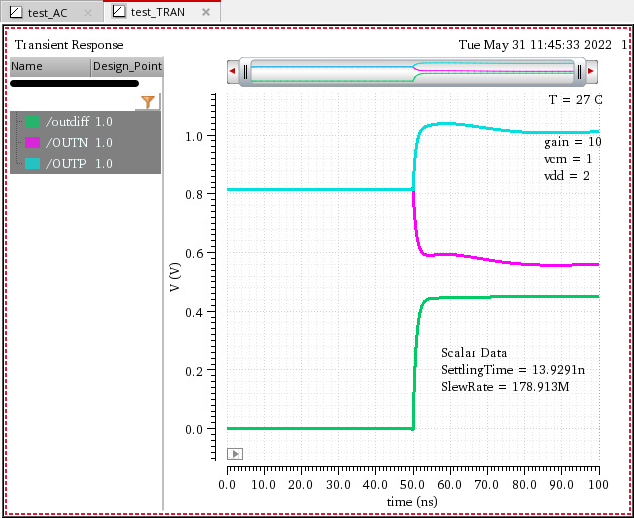 test_AC
test_TRAN
Transient Response
Tue May 31 11:45:33 2022 1
Name Design_Point
/outdiff 1.0
/OUTN 1.0
/OUTP 1.0
T = 27 C
gain = 10
vcm = 1
vdd = 2
V (V)
1.0
0.8
0.6
0.4
0.2
0.0
Scalar Data
SettlingTime = 13.9291n
SlewRate = 178.913M
0.0 10.0 20.0 30.0 40.0 50.0 60.0 70.0 80.0 90.0 100
time (ns)